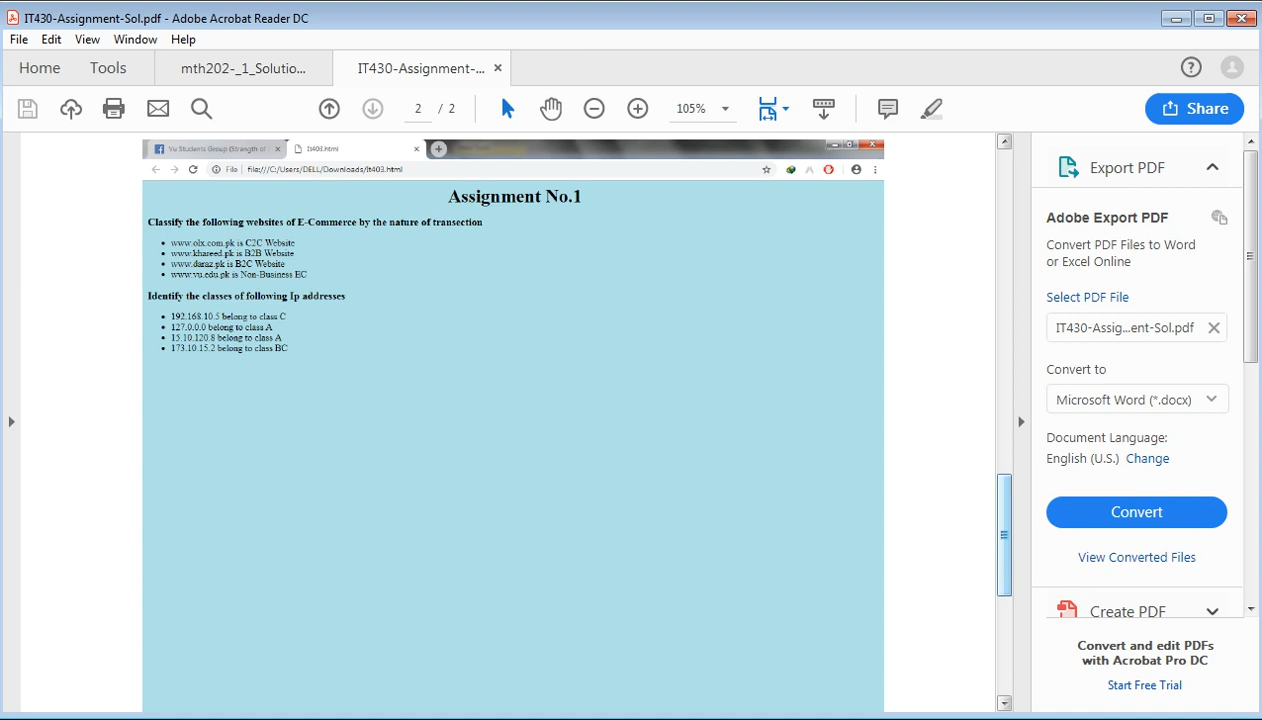 IT430-Assignment-Sol.pdf - Adobe Acrobat Reader DC
File Edit View Window Help
Home Tools mth202-_1_Solutio... IT430-Assignment-... ×
2 / 2 105% Share
Vu Students Group (Strength of × It403.html ×
File | file:///C:/Users/DELL/Downloads/It403.html
Assignment No.1
Classify the following websites of E-Commerce by the nature of transection
• www.olx.com.pk is C2C Website
• www.khareed.pk is B2B Website
• www.daraz.pk is B2C Website
• www.vu.edu.pk is Non-Business EC
Identify the classes of following Ip addresses
• 192.168.10.5 belong to class C
• 127.0.0.0 belong to class A
• 15.10.120.8 belong to class A
• 173.10.15.2 belong to class BC
Export PDF
Adobe Export PDF
Convert PDF Files to Word
or Excel Online
Select PDF File
IT430-Assig...ent-Sol.pdf ×
Convert to
Microsoft Word (*.docx)
Document Language:
English (U.S.) Change
Convert
View Converted Files
Create PDF
Convert and edit PDFs
with Acrobat Pro DC
Start Free Trial